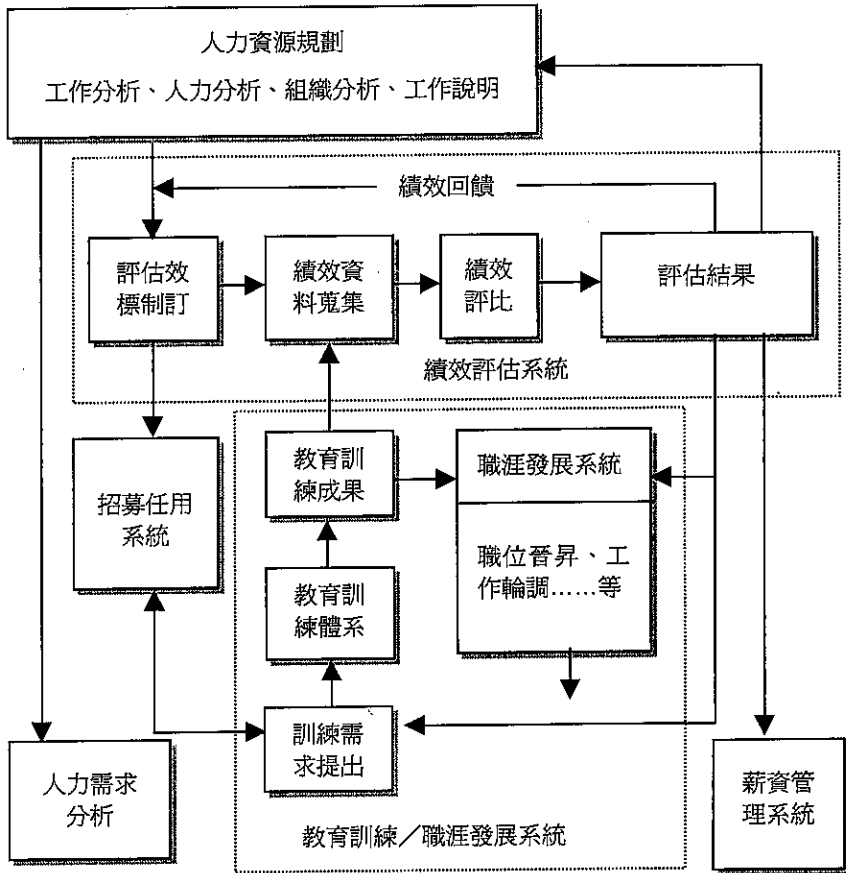 人力資源規劃
工作分析、人力分析、組織分析、工作說明
績效回饋
評估效
標制訂
績效資
料蒐集
績效
評比
評估結果
績效評估系統
教育訓
練成果
職涯發展系統
招募任用
系統
職位晉昇、工
作輪調……等
教育訓
練體系
訓練需
求提出
人力需求
分析
薪資管
理系統
教育訓練／職涯發展系統